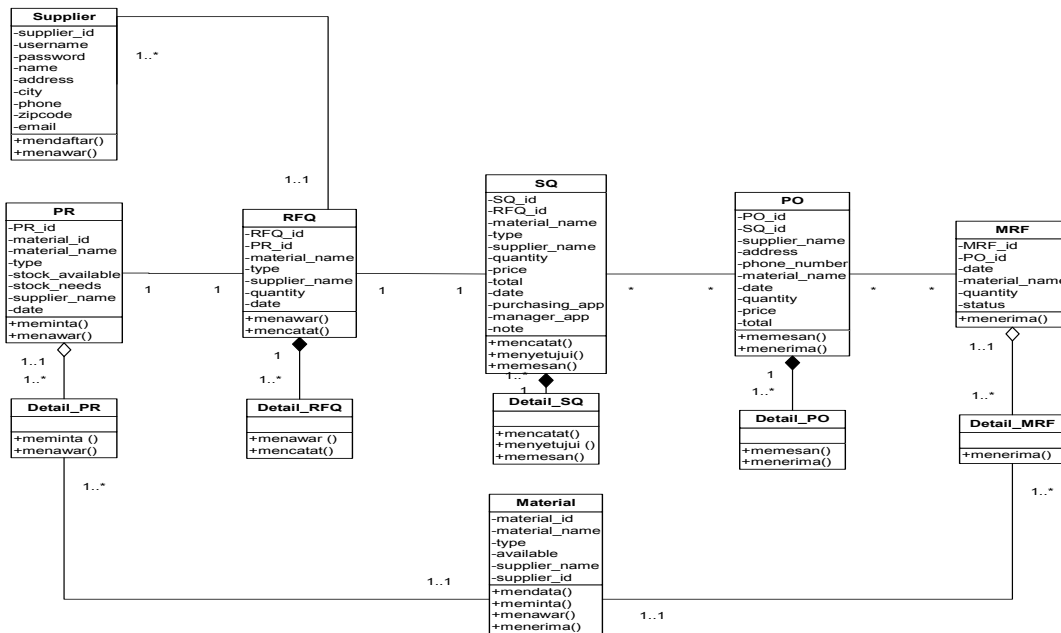 Supplier
-supplier_id
-username
-password
-name
-address
-city
-phone
-zipcode
-email
+mendaftar()
+menawar()
1..*
1..1
PR
-PR_id
-material_id
-material_name
-type
-stock_available
-stock_needs
-supplier_name
-date
+meminta()
+menawar()
1
1
RFQ
-RFQ_id
-PR_id
-material_name
-type
-supplier_name
-quantity
-date
+menawar()
+mencatat()
1
1
SQ
-SQ_id
-RFQ_id
-material_name
-type
-supplier_name
-quantity
-price
-total
-date
-purchasing_app
-manager_app
-note
+mencatat()
+menyetujui()
+memesan()
*
*
PO
-PO_id
-SQ_id
-supplier_name
-address
-phone_number
-material_name
-date
-quantity
-price
-total
+memesan()
+menerima()
*
*
MRF
-MRF_id
-PO_id
-date
-material_name
-quantity
-status
+menerima()
1..1
1..*
Detail_PR
+meminta ()
+menawar()
1
1..*
Detail_RFQ
+menawar ()
+mencatat()
1..*
1
Detail_SQ
+mencatat()
+menyetujui ()
+memesan()
1
1..*
Detail_PO
+memesan()
+menerima()
1..1
1..*
Detail_MRF
+menerima()
1..*
1..1
Material
-material_id
-material_name
-type
-available
-supplier_name
-supplier_id
+mendata()
+meminta()
+menawar()
+menerima()
1..*
1..1